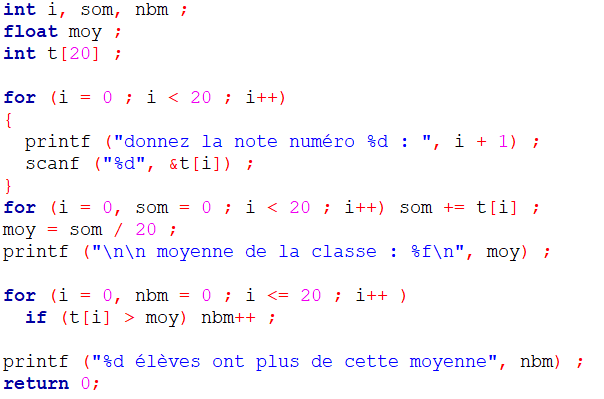 int i, som, nbm ;
float moy ;
int t[20] ;

for (i = 0 ; i < 20 ; i++)
{
  printf ("donnez la note numéro %d : ", i + 1) ;
  scanf ("%d", &t[i]) ;
}
for (i = 0, som = 0 ; i < 20 ; i++) som += t[i] ;
moy = som / 20 ;
printf ("\n\n moyenne de la classe : %f\n", moy) ;

for (i = 0, nbm = 0 ; i <= 20 ; i++ )
  if (t[i] > moy) nbm++ ;

printf ("%d élèves ont plus de cette moyenne", nbm) ;
return 0;